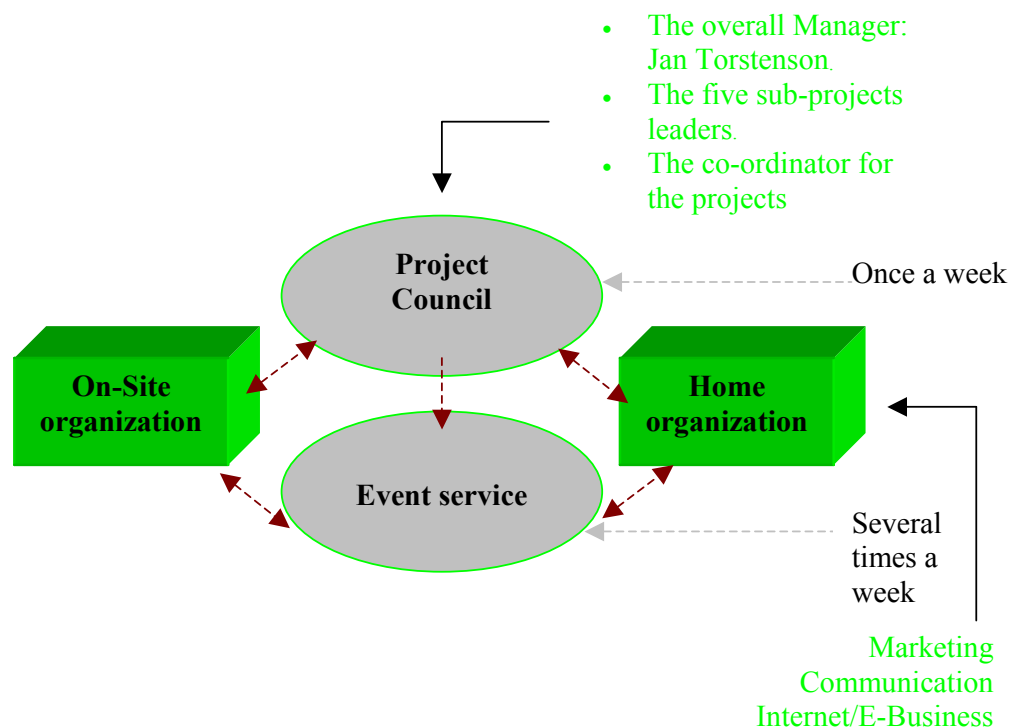 • The overall Manager:
Jan Torstenson.
• The five sub-projects
leaders.
• The co-ordinator for
the projects
Project
Council
Once a week
On-Site
organization
Home
organization
Event service
Several
times a
week
Marketing
Communication
Internet/E-Business